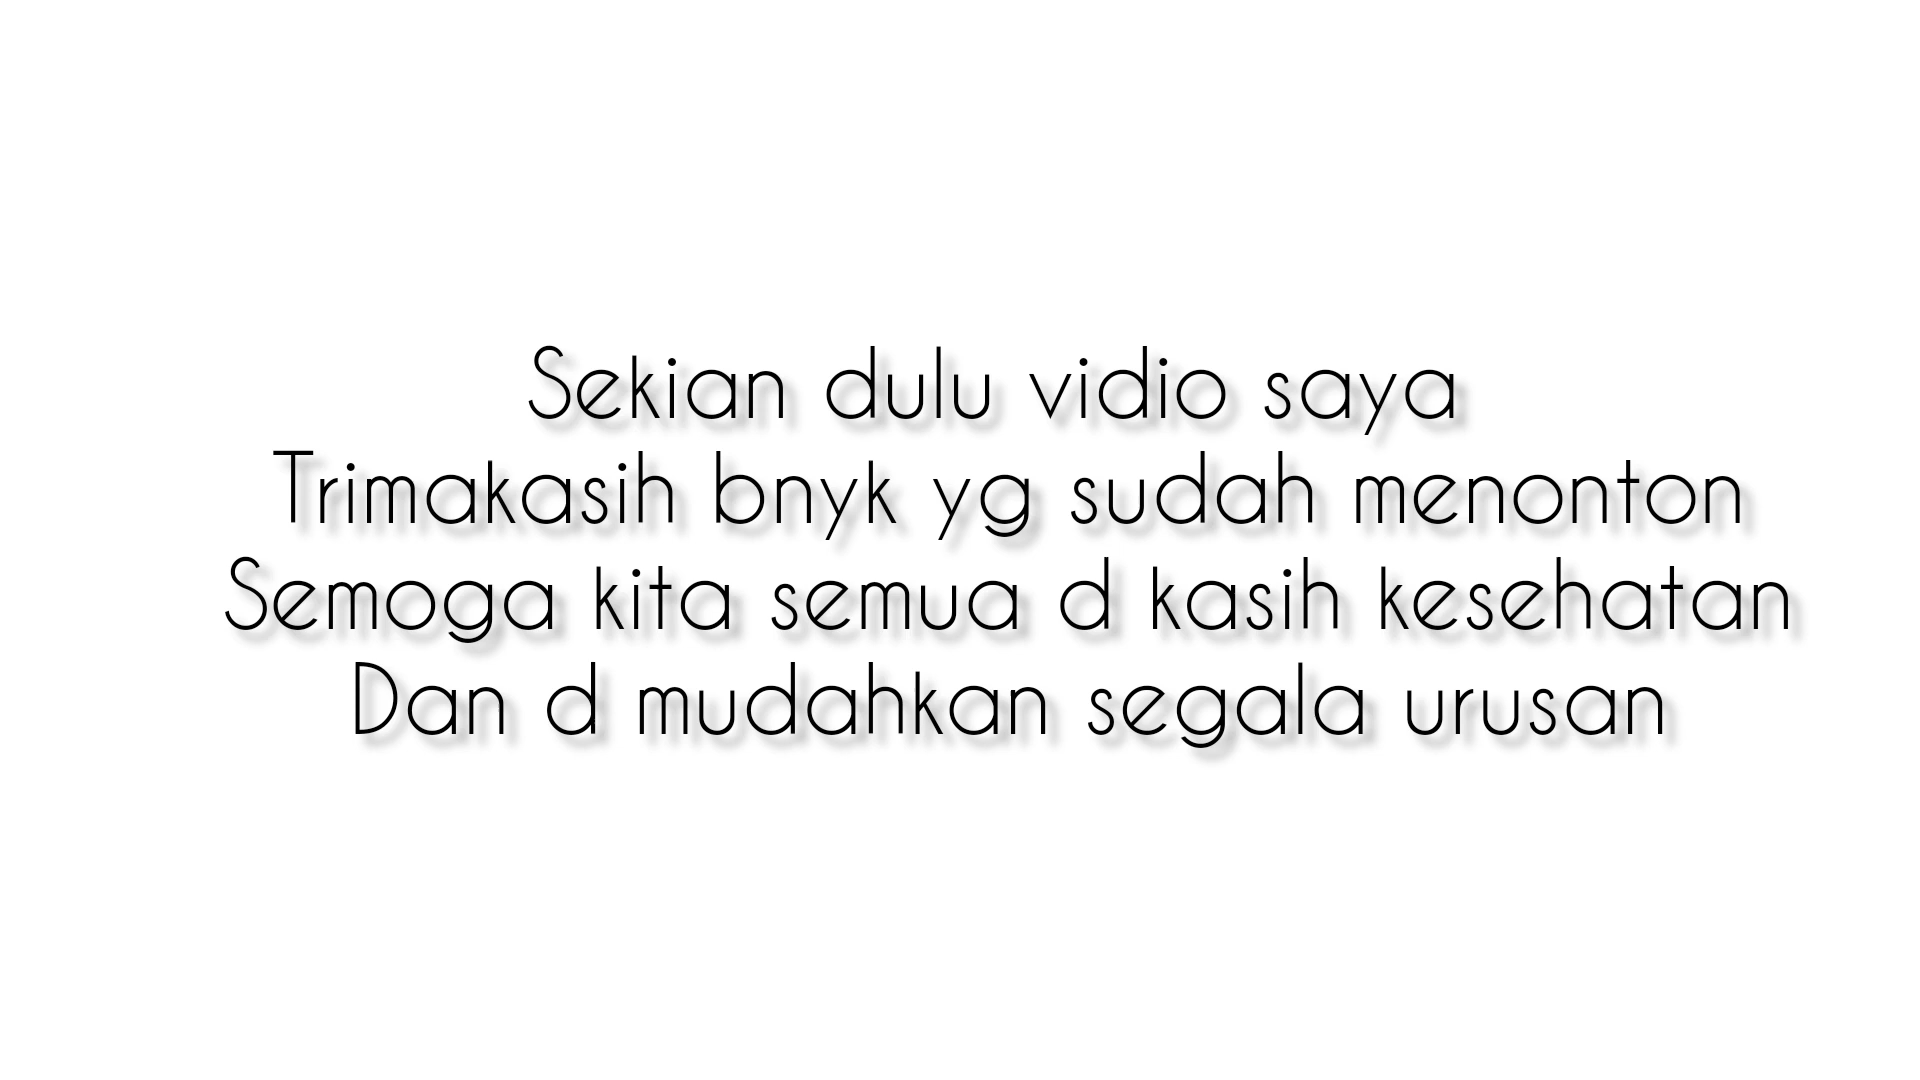 Sekian dulu vidio saya
Trimakasih bnyk yg sudah menonton
Semoga kita semua d kasih kesehatan
Dan d mudahkan segala urusan